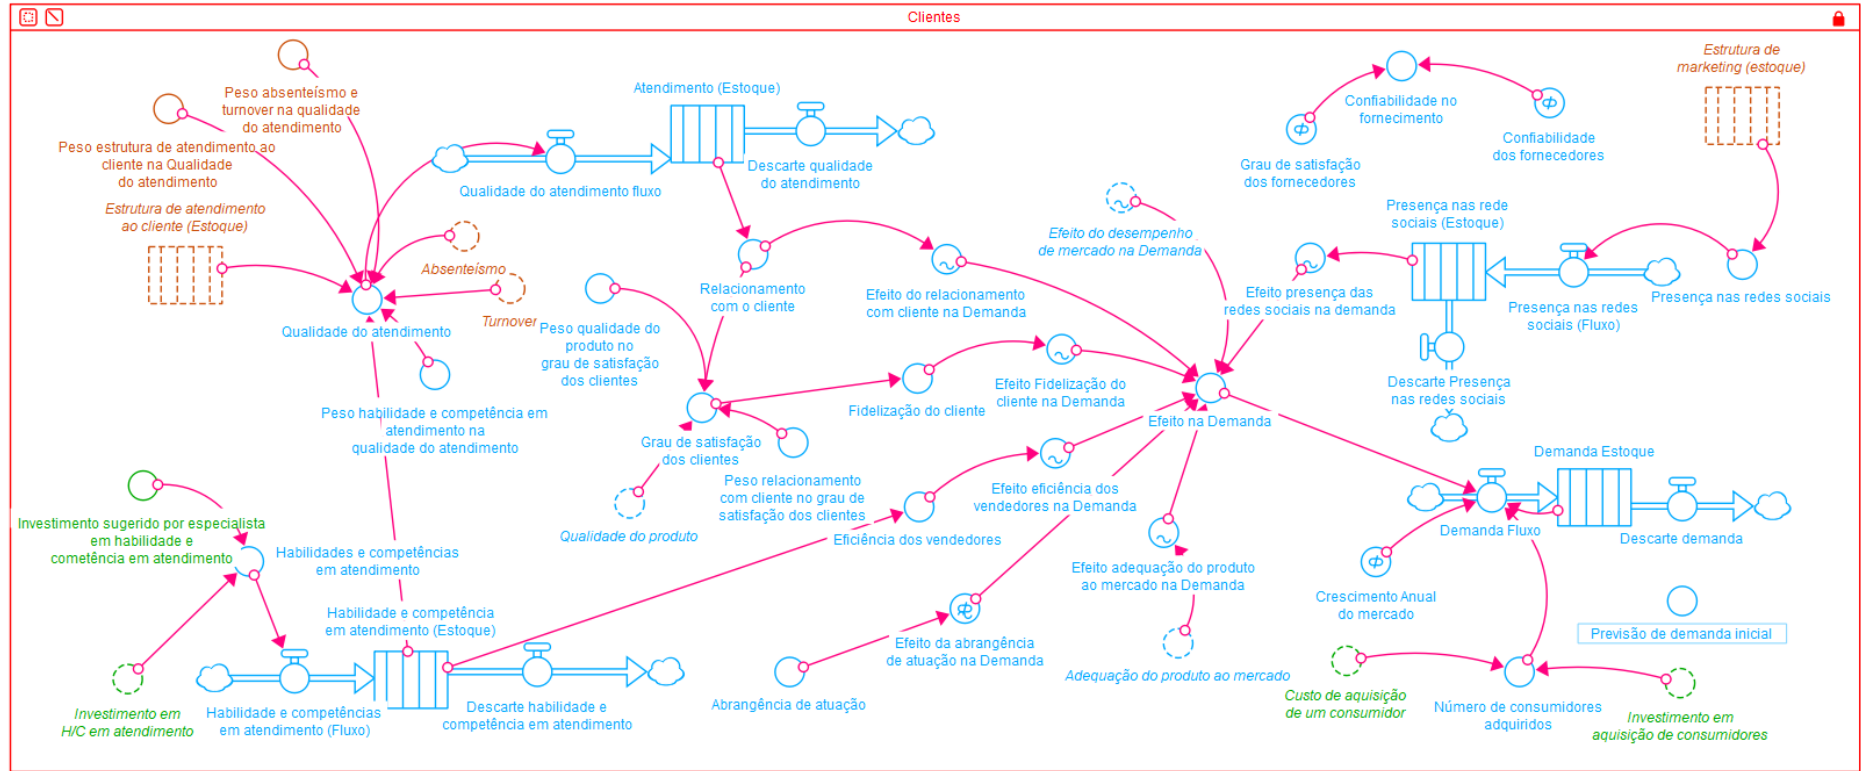 Clientes
Peso absenteísmo e
turnover na qualidade
do atendimento
Peso estrutura de atendimento ao
cliente na Qualidade
do atendimento
Estrutura de atendimento
ao cliente (Estoque)
Absenteísmo
Turnover
Qualidade do atendimento
Peso habilidade e competência em
atendimento na
qualidade do atendimento
Qualidade do atendimento fluxo
Atendimento (Estoque)
Descarte qualidade
do atendimento
Relacionamento
com o cliente
Efeito do relacionamento
com cliente na Demanda
Peso qualidade do
produto no
grau de satisfação
dos clientes
Grau de satisfação
dos clientes
Peso relacionamento
com cliente no grau de
satisfação dos clientes
Qualidade do produto
Fidelização do cliente
Efeito Fidelização do
cliente na Demanda
Efeito do desempenho
de mercado na Demanda
Efeito na Demanda
Efeito eficiência dos
vendedores na Demanda
Eficiência dos vendedores
Efeito adequação do produto
ao mercado na Demanda
Adequação do produto ao mercado
Efeito da abrangência
de atuação na Demanda
Abrangência de atuação
Investimento sugerido por especialista
em habilidade e
cometência em atendimento
Habilidades e competências
em atendimento
Investimento em
H/C em atendimento
Habilidade e competências
em atendimento (Fluxo)
Habilidade e competência
em atendimento (Estoque)
Descarte habilidade e
competência em atendimento
Grau de satisfação
dos fornecedores
Confiabilidade no
fornecimento
Confiabilidade
dos fornecedores
Estrutura de
marketing (estoque)
Presença nas rede
sociais (Estoque)
Efeito presença das
redes sociais na demanda
Presença nas redes
sociais (Fluxo)
Presença nas redes sociais
Descarte Presença
nas redes sociais
Demanda Estoque
Demanda Fluxo
Descarte demanda
Crescimento Anual
do mercado
Previsão de demanda inicial
Custo de aquisição
de um consumidor
Número de consumidores
adquiridos
Investimento em
aquisição de consumidores